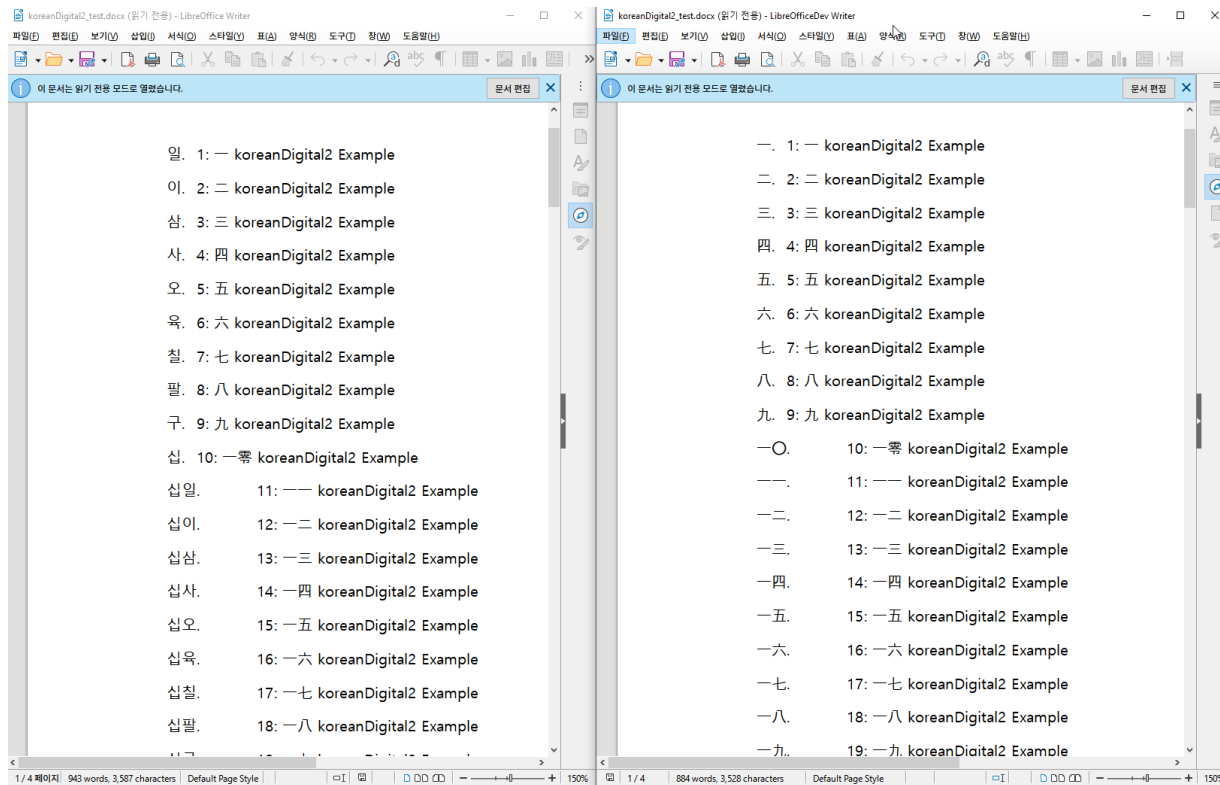 koreanDigital2_test.docx (읽기 전용) - LibreOffice Writer
파일(F) 편집(E) 보기(V) 삽입(I) 서식(O) 스타일(Y) 표(A) 양식(R) 도구(T) 창(W) 도움말(H)
이 문서는 읽기 전용 모드로 열렸습니다. 문서 편집
일. 1: 一 koreanDigital2 Example
이. 2: 二 koreanDigital2 Example
삼. 3: 三 koreanDigital2 Example
사. 4: 四 koreanDigital2 Example
오. 5: 五 koreanDigital2 Example
육. 6: 六 koreanDigital2 Example
칠. 7: 七 koreanDigital2 Example
팔. 8: 八 koreanDigital2 Example
구. 9: 九 koreanDigital2 Example
십. 10: 一零 koreanDigital2 Example
십일. 11: 一一 koreanDigital2 Example
십이. 12: 一二 koreanDigital2 Example
십삼. 13: 一三 koreanDigital2 Example
십사. 14: 一四 koreanDigital2 Example
십오. 15: 一五 koreanDigital2 Example
십육. 16: 一六 koreanDigital2 Example
십칠. 17: 一七 koreanDigital2 Example
십팔. 18: 一八 koreanDigital2 Example
1 / 4 페이지 943 words, 3,587 characters Default Page Style 150%
koreanDigital2_test.docx (읽기 전용) - LibreOfficeDev Writer
파일(F) 편집(E) 보기(V) 삽입(I) 서식(O) 스타일(Y) 표(A) 양식(R) 도구(T) 창(W) 도움말(H)
이 문서는 읽기 전용 모드로 열렸습니다. 문서 편집
一. 1: 一 koreanDigital2 Example
二. 2: 二 koreanDigital2 Example
三. 3: 三 koreanDigital2 Example
四. 4: 四 koreanDigital2 Example
五. 5: 五 koreanDigital2 Example
六. 6: 六 koreanDigital2 Example
七. 7: 七 koreanDigital2 Example
八. 8: 八 koreanDigital2 Example
九. 9: 九 koreanDigital2 Example
一〇. 10: 一零 koreanDigital2 Example
一一. 11: 一一 koreanDigital2 Example
一二. 12: 一二 koreanDigital2 Example
一三. 13: 一三 koreanDigital2 Example
一四. 14: 一四 koreanDigital2 Example
一五. 15: 一五 koreanDigital2 Example
一六. 16: 一六 koreanDigital2 Example
一七. 17: 一七 koreanDigital2 Example
一八. 18: 一八 koreanDigital2 Example
一九. 19: 一九 koreanDigital2 Example
1 / 4 884 words, 3,528 characters Default Page Style 150%